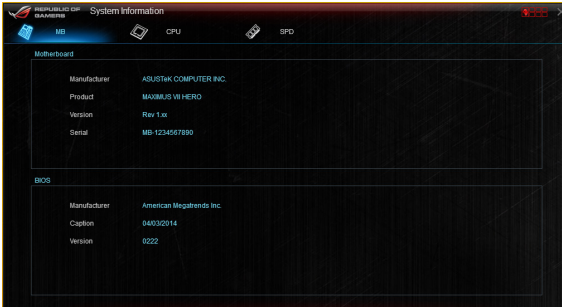 REPUBLIC OF GAMERS System Information
MB CPU SPD
Motherboard
Manufacturer ASUSTeK COMPUTER INC.
Product MAXIMUS VII HERO
Version Rev 1.xx
Serial MB-1234567890
BIOS
Manufacturer American Megatrends Inc.
Caption 04/03/2014
Version 0222